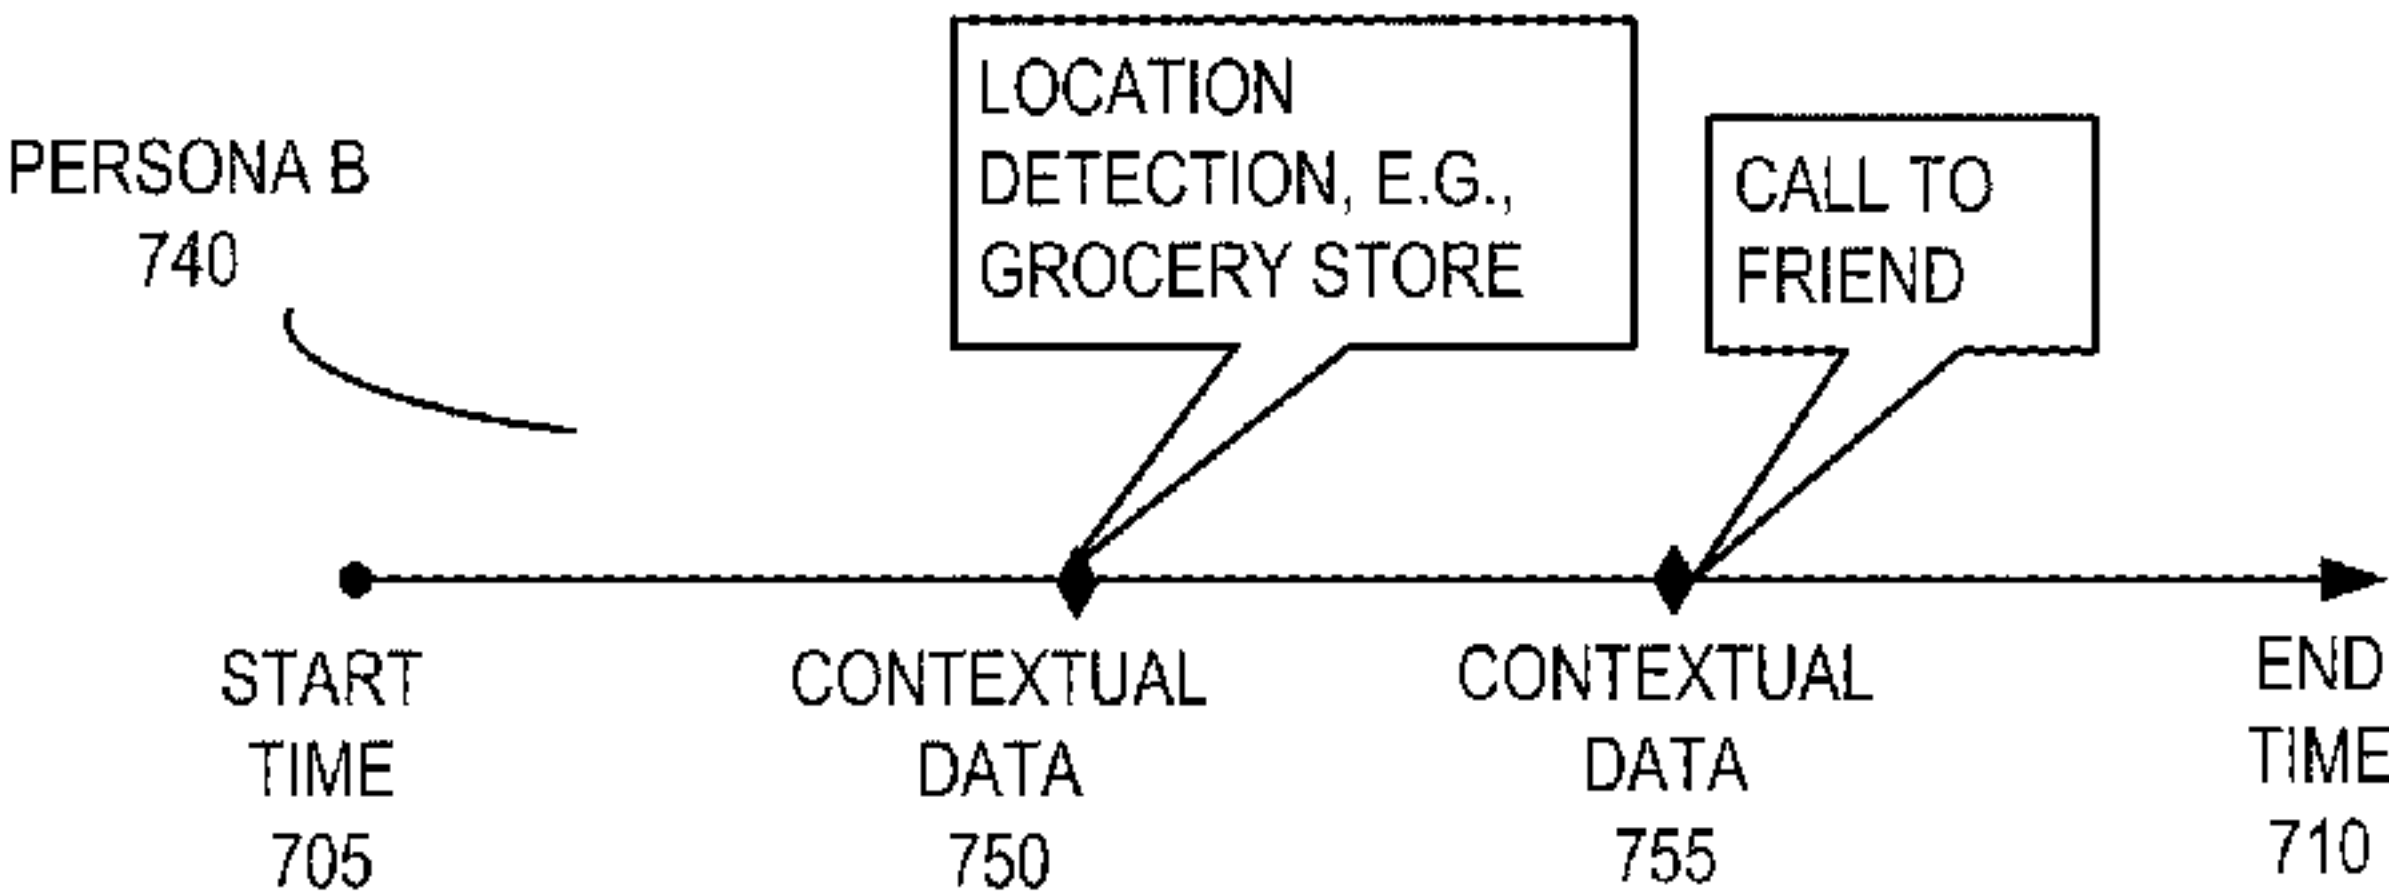 LOCATION
DETECTION, E.G.,
GROCERY STORE
CALL TO
FRIEND
PERSONA B
740
START
TIME
705
CONTEXTUAL
DATA
750
CONTEXTUAL
DATA
755
END
TIME
710